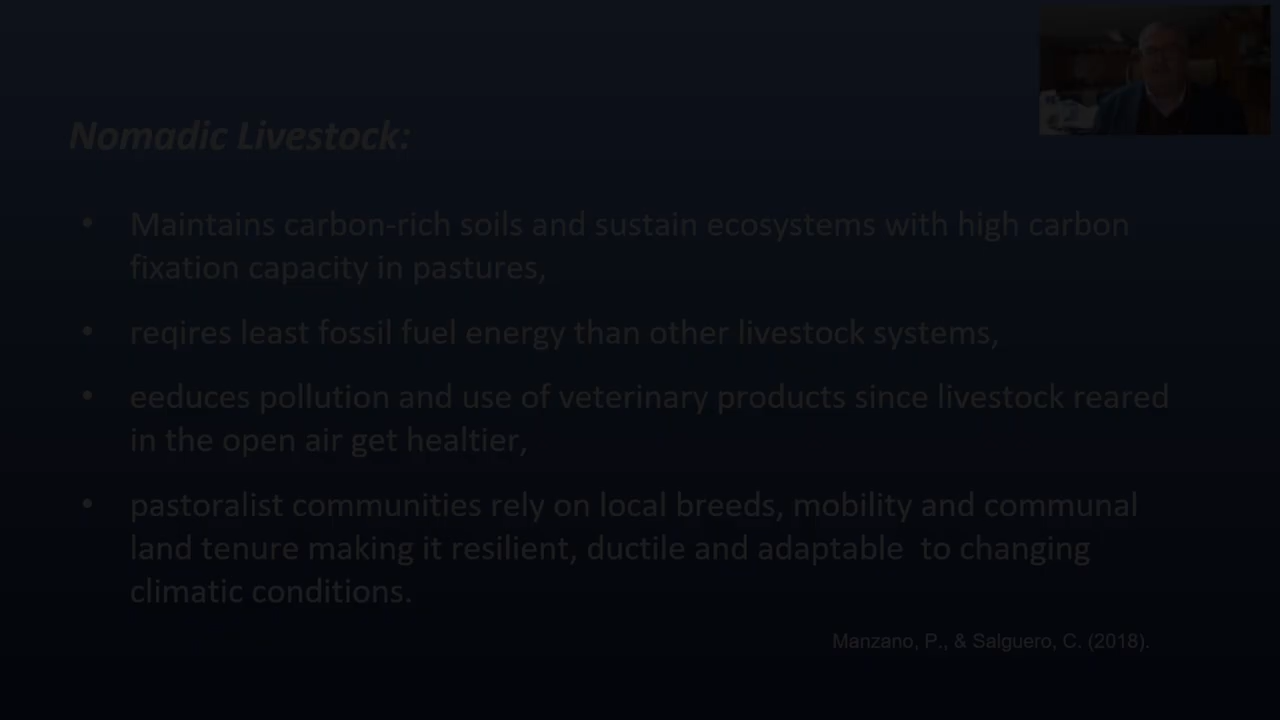 Nomadic Livestock:
• Maintains carbon-rich soils and sustain ecosystems with high carbon
fixation capacity in pastures,
• reqires least fossil fuel energy than other livestock systems,
• eeduces pollution and use of veterinary products since livestock reared
in the open air get healtier,
• pastoralist communities rely on local breeds, mobility and communal
land tenure making it resilient, ductile and adaptable  to changing
climatic conditions.
Manzano, P., & Salguero, C. (2018).